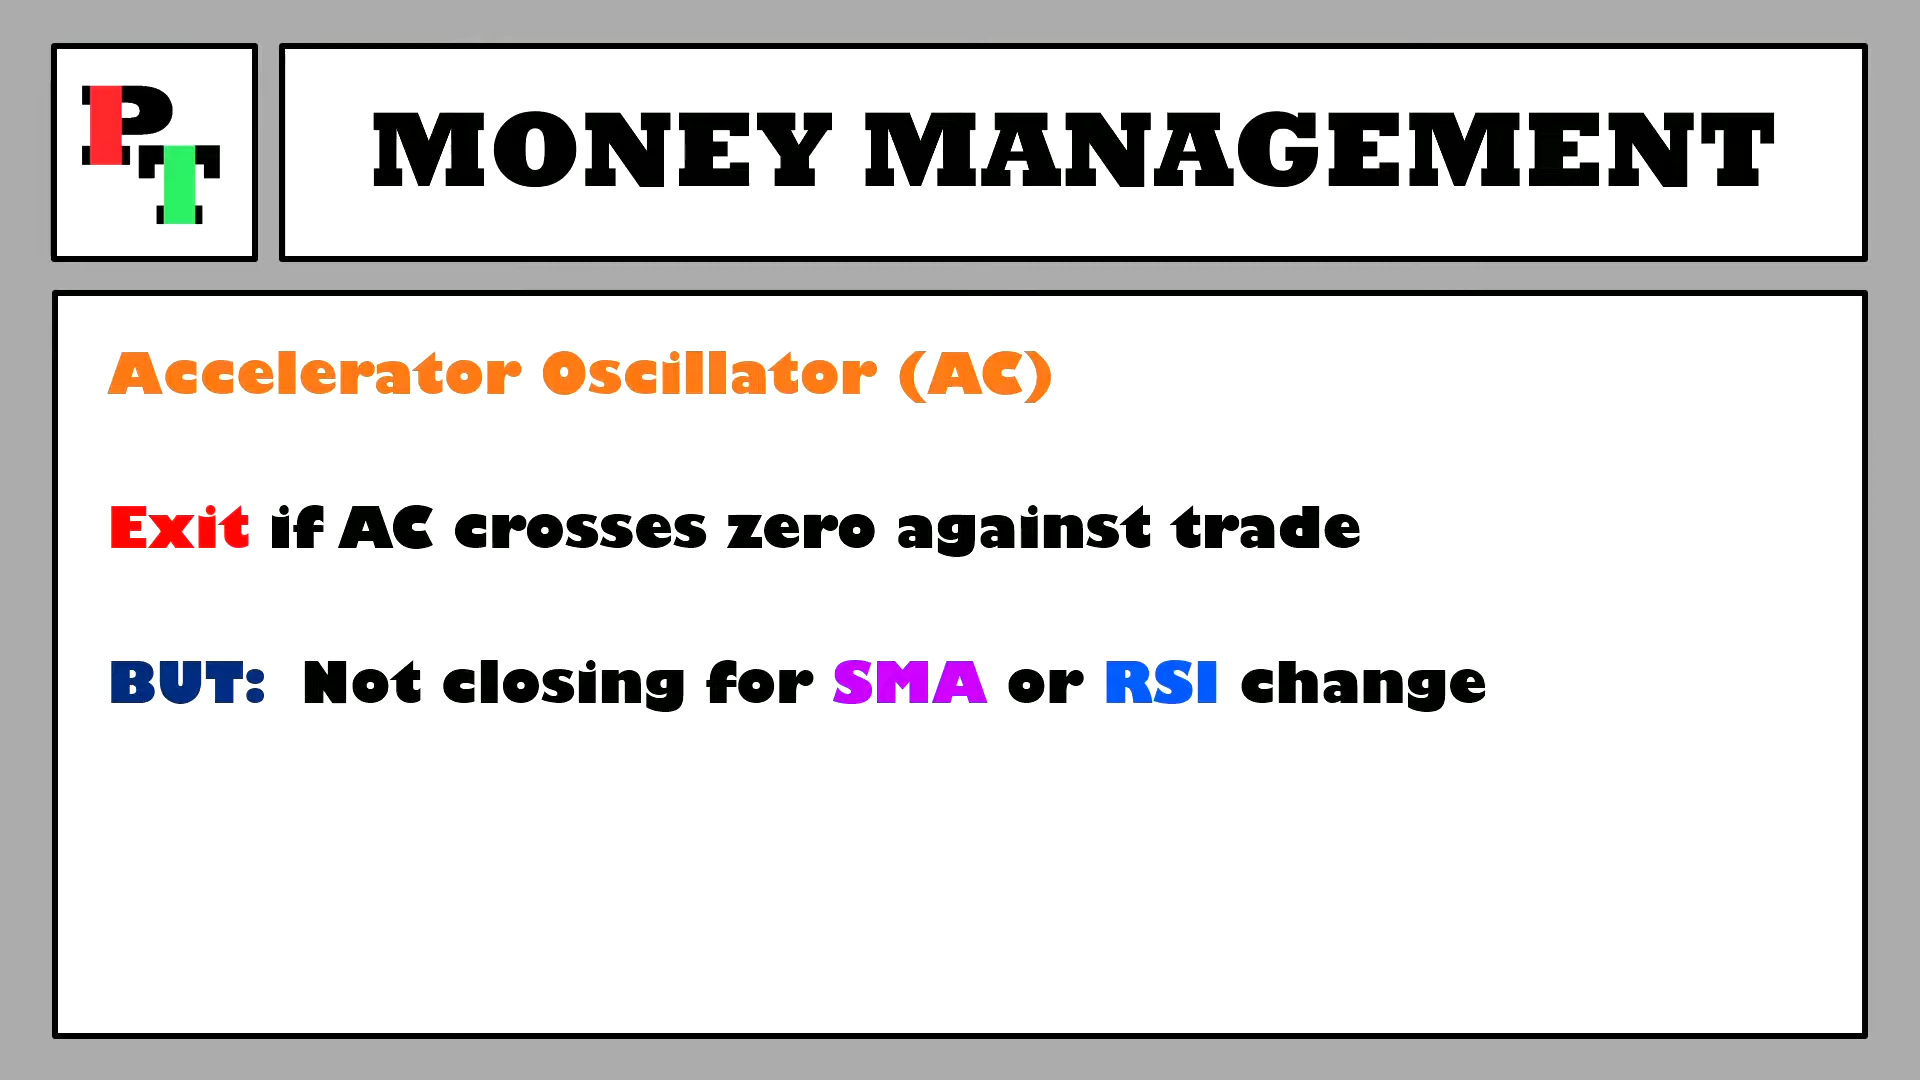 PT
MONEY MANAGEMENT
Accelerator Oscillator (AC)
Exit if AC crosses zero against trade
BUT: Not closing for SMA or RSI change